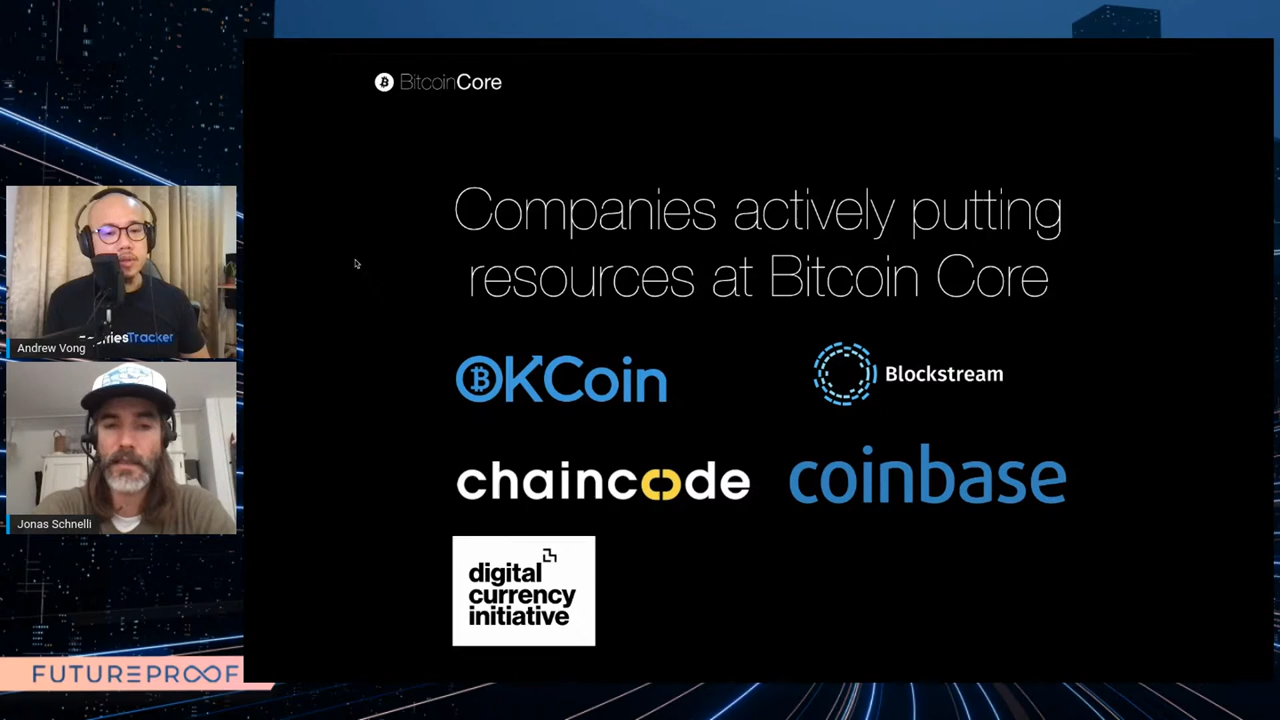 BitcoinCore
Companies actively putting
resources at Bitcoin Core
OKCoin
Blockstream
chaincode
coinbase
digital
currency
initiative
Andrew Vong
Jonas Schnelli
FUTUREPROOF